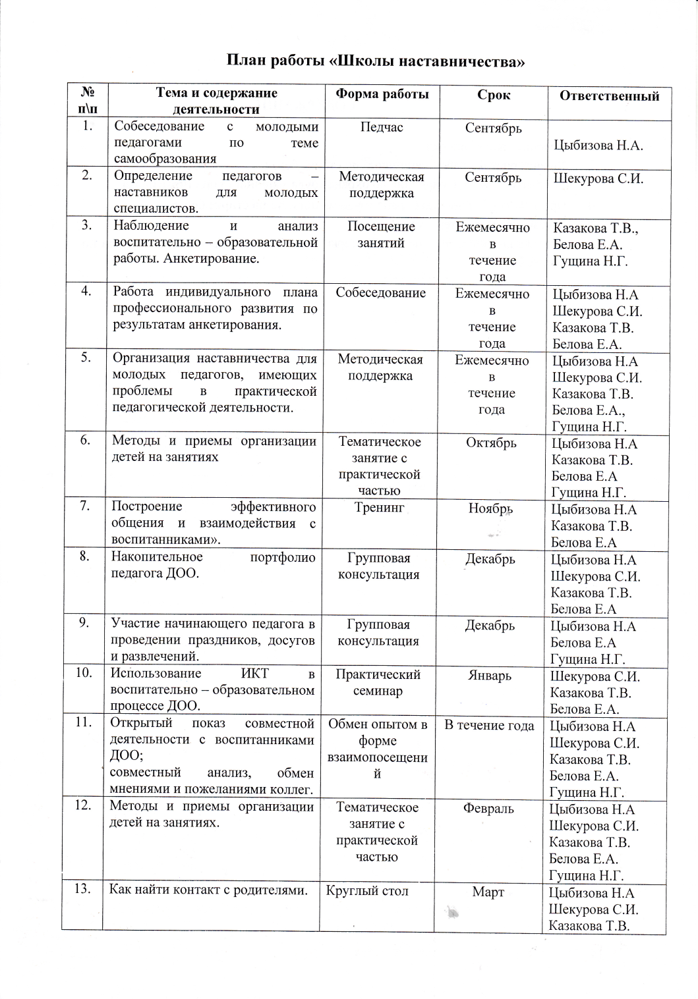 План работы «Школы наставничества»
№
п\п
Тема и содержание
деятельности
Форма работы
Срок
Ответственный
1.
Собеседование с молодыми
педагогами по теме
самообразования
Педчас
Сентябрь
Цыбизова Н.А.
2.
Определение педагогов –
наставников для молодых
специалистов.
Методическая
поддержка
Сентябрь
Шекурова С.И.
3.
Наблюдение и анализ
воспитательно – образовательной
работы. Анкетирование.
Посещение
занятий
Ежемесячно
в
течение
года
Казакова Т.В.,
Белова Е.А.
Гущина Н.Г.
4.
Работа индивидуального плана
профессионального развития по
результатам анкетирования.
Собеседование
Ежемесячно
в
течение
года
Цыбизова Н.А
Шекурова С.И.
Казакова Т.В.
Белова Е.А.
5.
Организация наставничества для
молодых педагогов, имеющих
проблемы в практической
педагогической деятельности.
Методическая
поддержка
Ежемесячно
в
течение
года
Цыбизова Н.А
Шекурова С.И.
Казакова Т.В.
Белова Е.А.,
Гущина Н.Г.
6.
Методы и приемы организации
детей на занятиях
Тематическое
занятие с
практической
частью
Октябрь
Цыбизова Н.А
Казакова Т.В.
Белова Е.А
Гущина Н.Г.
7.
Построение эффективного
общения и взаимодействия с
воспитанниками».
Тренинг
Ноябрь
Цыбизова Н.А
Казакова Т.В.
Белова Е.А
8.
Накопительное портфолио
педагога ДОО.
Групповая
консультация
Декабрь
Цыбизова Н.А
Шекурова С.И.
Казакова Т.В.
Белова Е.А
9.
Участие начинающего педагога в
проведении праздников, досугов
и развлечений.
Групповая
консультация
Декабрь
Цыбизова Н.А
Белова Е.А
Гущина Н.Г.
10.
Использование ИКТ в
воспитательно – образовательном
процессе ДОО.
Практический
семинар
Январь
Шекурова С.И.
Казакова Т.В.
Белова Е.А.
11.
Открытый показ совместной
деятельности с воспитанниками
ДОО;
совместный анализ, обмен
мнениями и пожеланиями коллег.
Обмен опытом в
форме
взаимопосещени
й
В течение года
Цыбизова Н.А
Шекурова С.И.
Казакова Т.В.
Белова Е.А.
Гущина Н.Г.
12.
Методы и приемы организации
детей на занятиях.
Тематическое
занятие с
практической
частью
Февраль
Цыбизова Н.А
Шекурова С.И.
Казакова Т.В.
Белова Е.А.
Гущина Н.Г.
13.
Как найти контакт с родителями.
Круглый стол
Март
Цыбизова Н.А
Шекурова С.И.
Казакова Т.В.